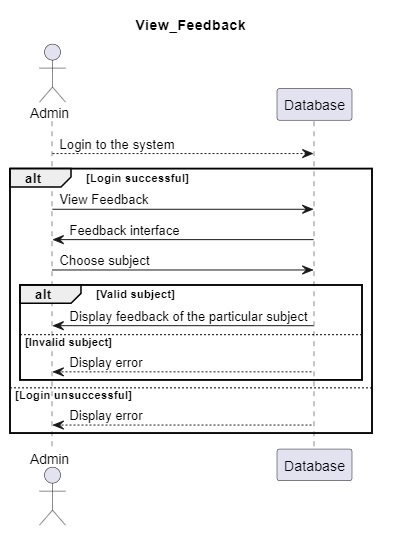 View_Feedback
Admin
Database
Login to the system
alt [Login successful]
View Feedback
Feedback interface
Choose subject
alt [Valid subject]
Display feedback of the particular subject
[Invalid subject]
Display error
[Login unsuccessful]
Display error
Admin
Database